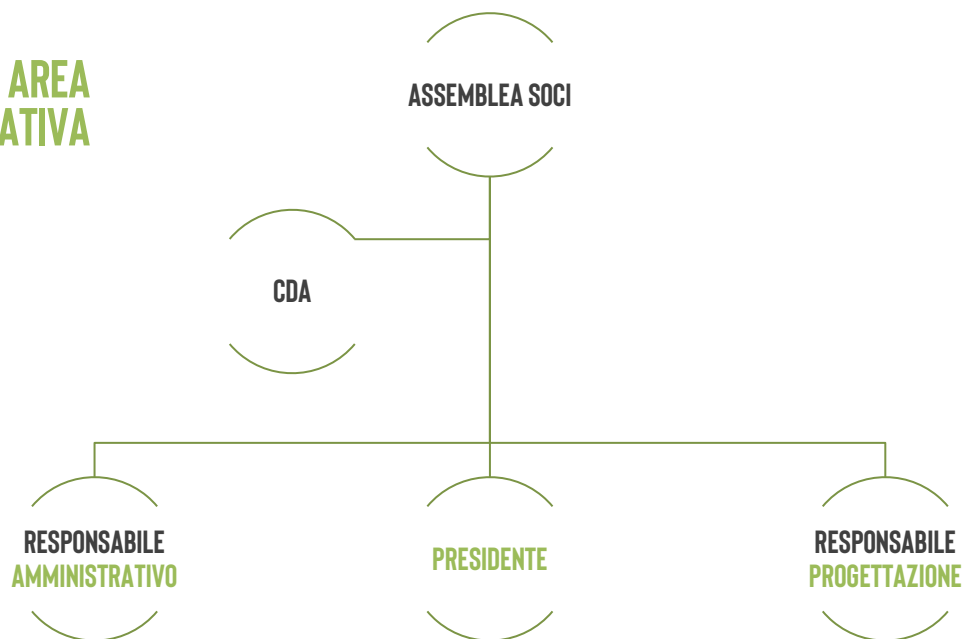 AREA
ATIVA
ASSEMBLEA SOCI
CDA
RESPONSABILE
AMMINISTRATIVO
PRESIDENTE
RESPONSABILE
PROGETTAZIONE